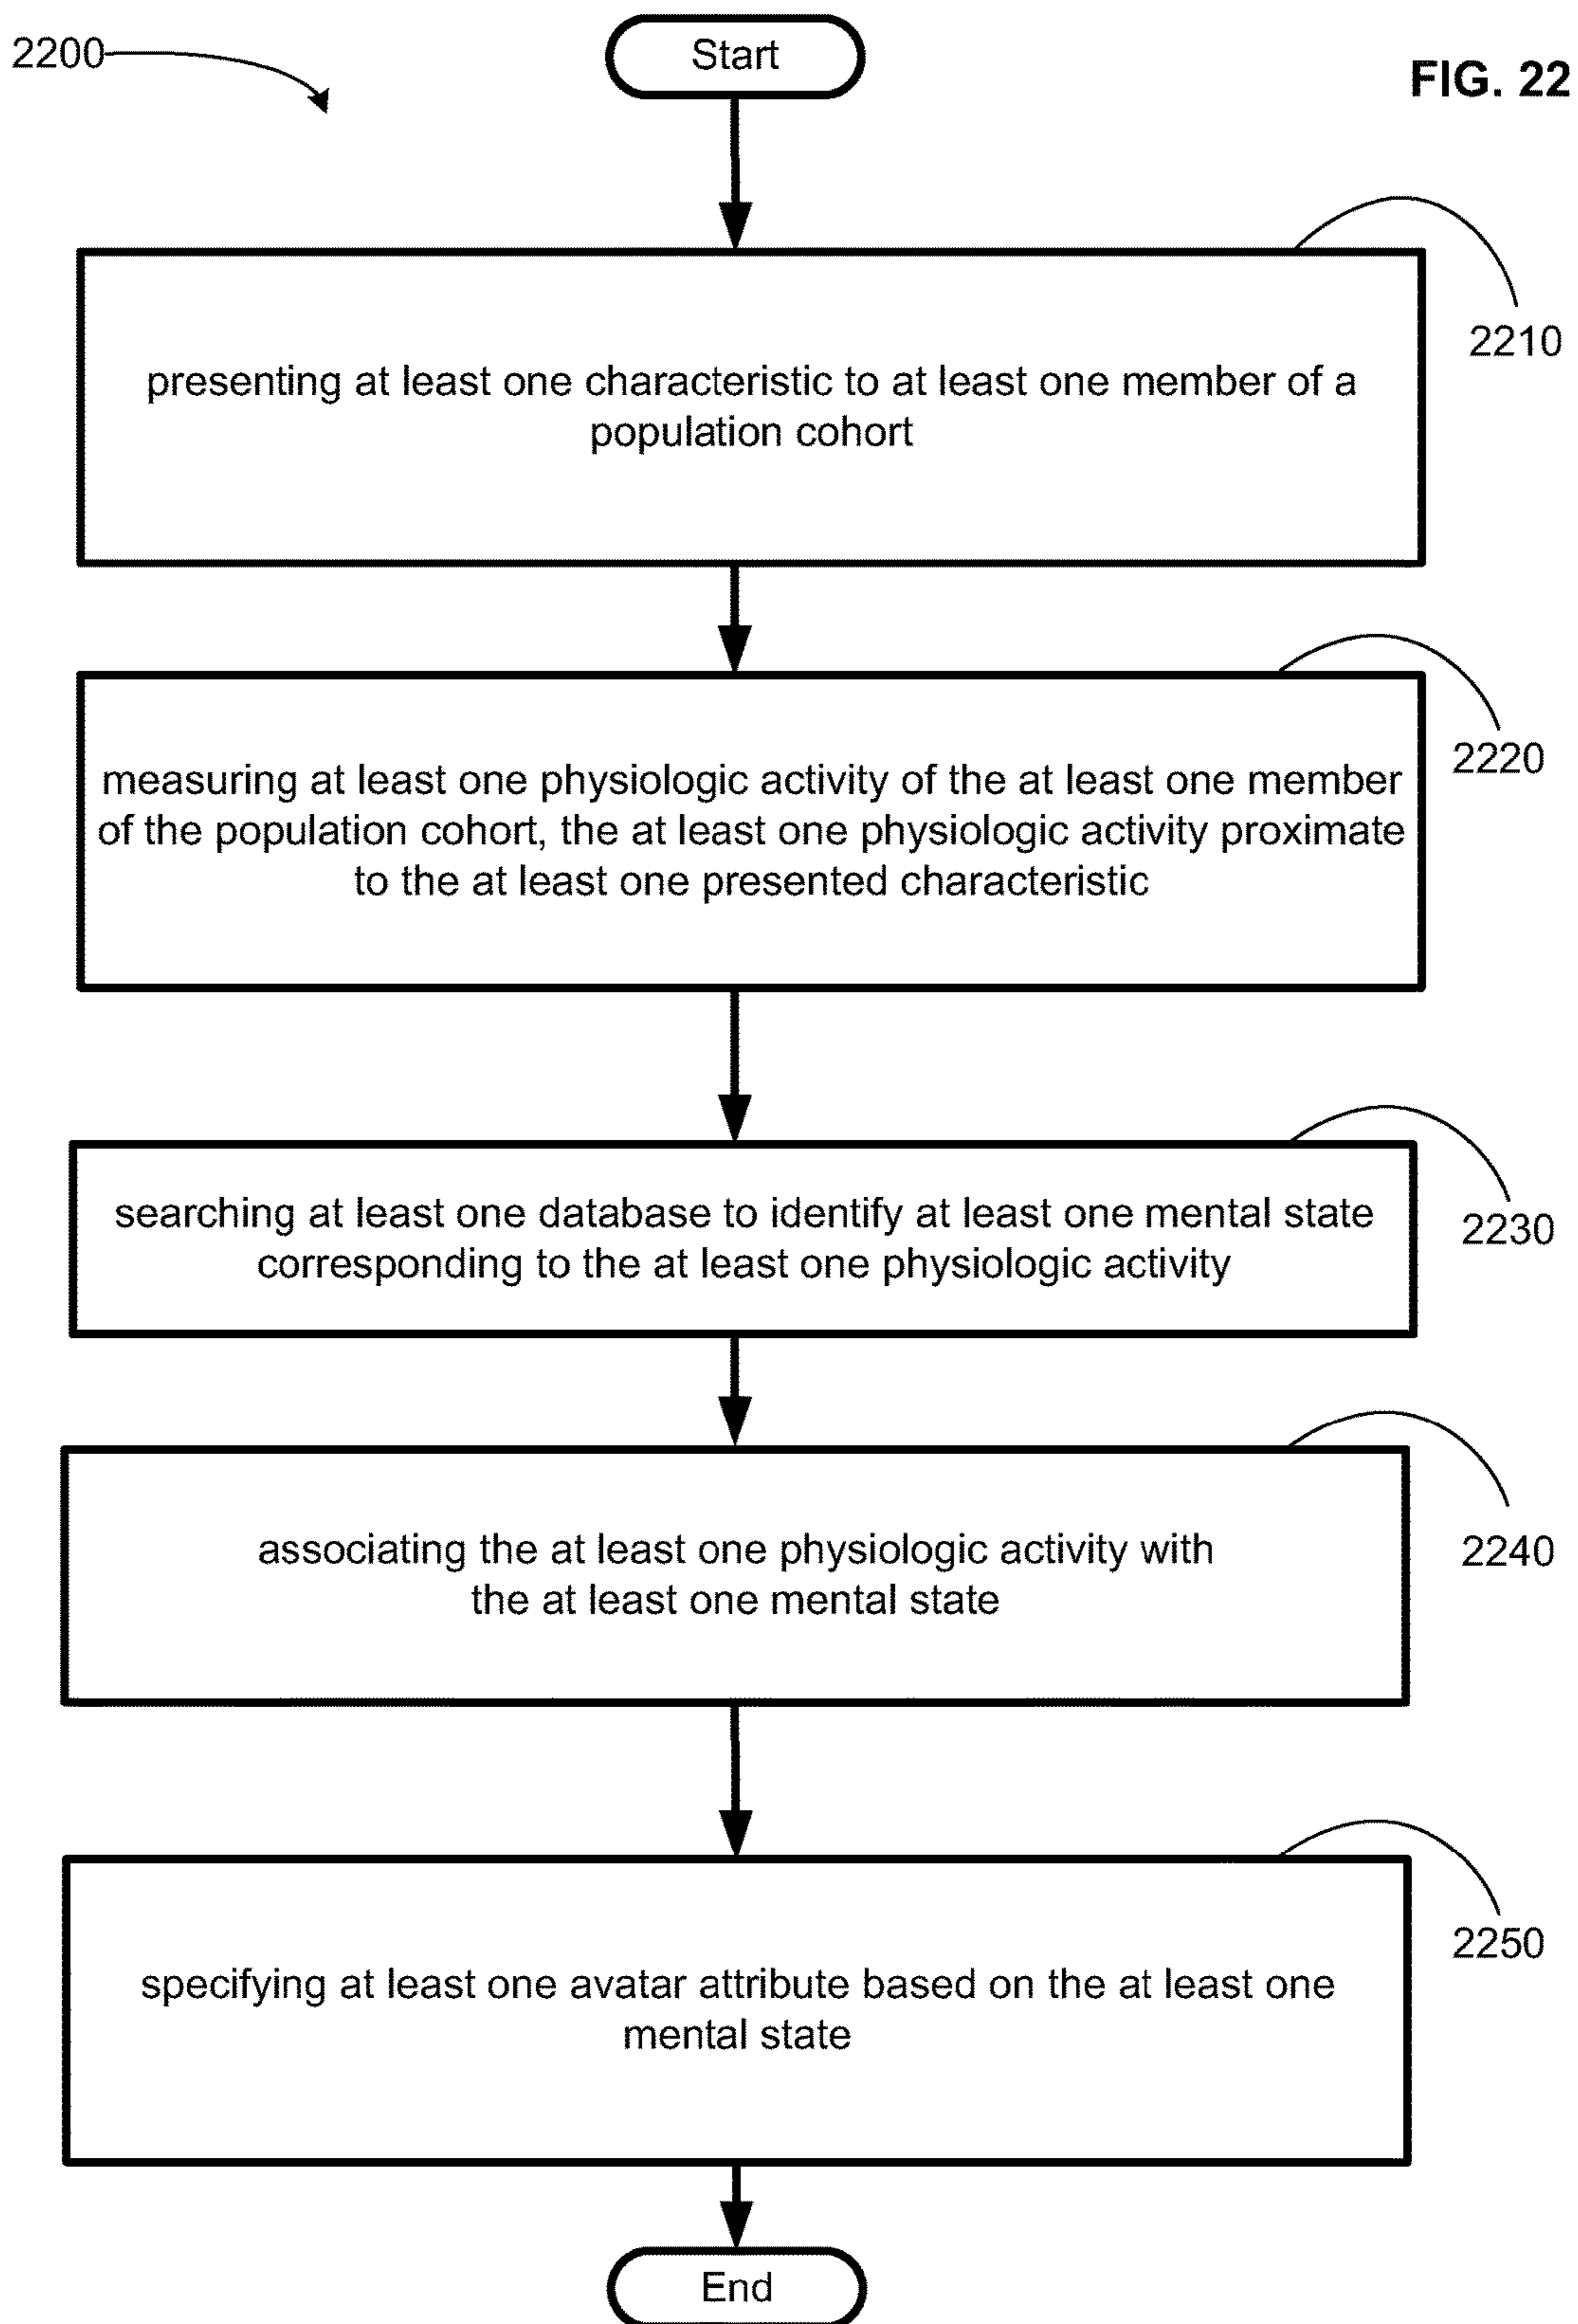 2200
Start
FIG. 22
2210
presenting at least one characteristic to at least one member of a
population cohort
2220
measuring at least one physiologic activity of the at least one member
of the population cohort, the at least one physiologic activity proximate
to the at least one presented characteristic
2230
searching at least one database to identify at least one mental state
corresponding to the at least one physiologic activity
2240
associating the at least one physiologic activity with
the at least one mental state
2250
specifying at least one avatar attribute based on the at least one
mental state
End